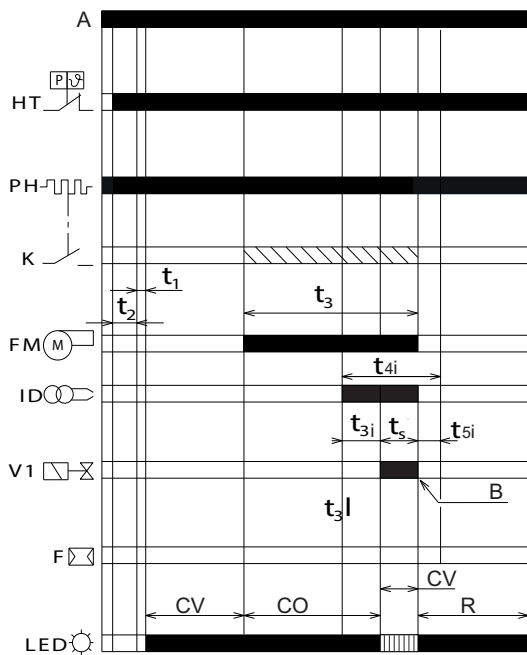 A
P ϑ
HT
PH
K
t1
t2
t3
FM M
t4i
ID
t3i ts t5i
V1
B
t3l
F
CV
CV CO R
LED